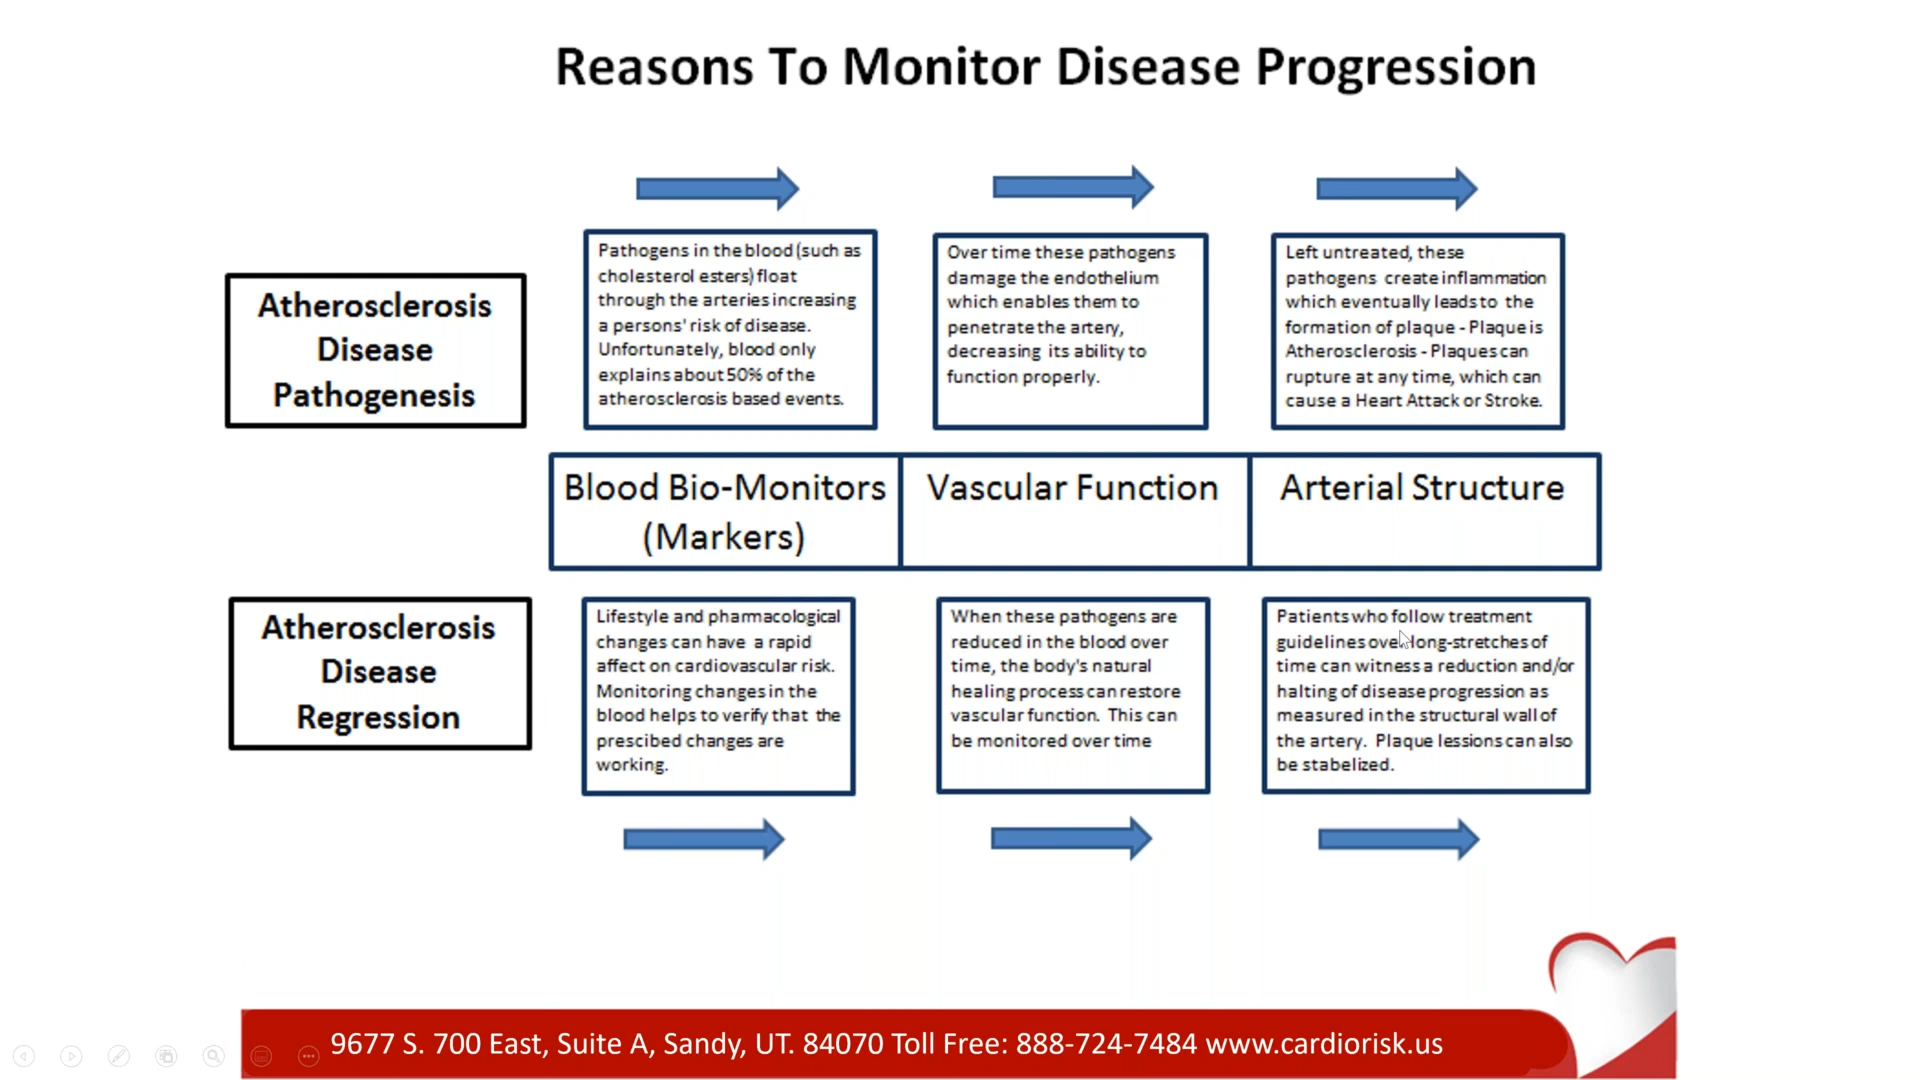 Reasons To Monitor Disease Progression
Atherosclerosis
Disease
Pathogenesis
Pathogens in the blood (such as
cholesterol esters) float
through the arteries increasing
a persons' risk of disease.
Unfortunately, blood only
explains about 50% of the
atherosclerosis based events.
Over time these pathogens
damage the endothelium
which enables them to
penetrate the artery,
decreasing its ability to
function properly.
Left untreated, these
pathogens create inflammation
which eventually leads to the
formation of plaque - Plaque is
Atherosclerosis - Plaques can
rupture at any time, which can
cause a Heart Attack or Stroke.
Blood Bio-Monitors
(Markers)
Vascular Function
Arterial Structure
Atherosclerosis
Disease
Regression
Lifestyle and pharmacological
changes can have a rapid
affect on cardiovascular risk.
Monitoring changes in the
blood helps to verify that the
prescibed changes are
working.
When these pathogens are
reduced in the blood over
time, the body's natural
healing process can restore
vascular function. This can
be monitored over time
Patients who follow treatment
guidelines over long-stretches of
time can witness a reduction and/or
halting of disease progression as
measured in the structural wall of
the artery. Plaque lessions can also
be stabelized.
9677 S. 700 East, Suite A, Sandy, UT. 84070 Toll Free: 888-724-7484 www.cardiorisk.us